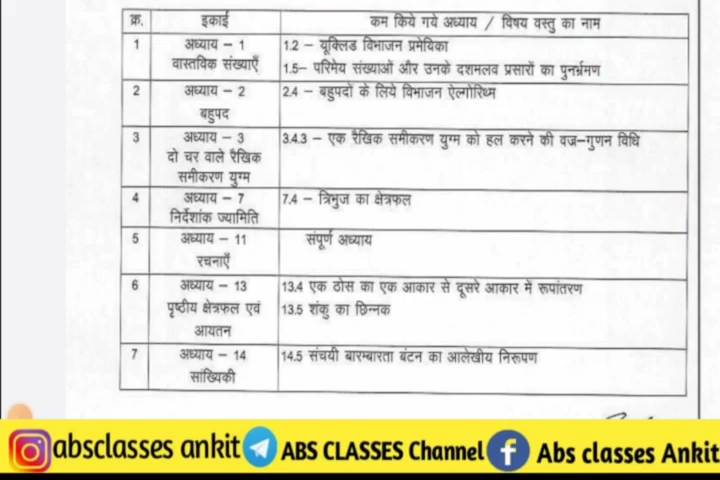 क्र. इकाई कम किये गये अध्याय / विषय वस्तु का नाम
1 अध्याय – 1 1.2 – यूक्लिड विभाजन प्रमेयिका
वास्तविक संख्याएँ 1.5– परिमेय संख्याओं और उनके दशमलव प्रसारों का पुनर्भ्रमण
2 अध्याय – 2 2.4 – बहुपदों के लिये विभाजन ऐल्गोरिथ्म
बहुपद
3 अध्याय – 3 3.4.3 – एक रैखिक समीकरण युग्म को हल करने की वज्र–गुणन विधि
दो चर वाले रैखिक
समीकरण युग्म
4 अध्याय – 7 7.4 – त्रिभुज का क्षेत्रफल
निर्देशांक ज्यामिति
5 अध्याय – 11 संपूर्ण अध्याय
रचनाएँ
6 अध्याय – 13 13.4 एक ठोस का एक आकार से दूसरे आकार में रूपांतरण
पृष्ठीय क्षेत्रफल एवं 13.5 शंकु का छिन्नक
आयतन
7 अध्याय – 14 14.5 संचयी बारम्बारता बंटन का आलेखीय निरूपण
सांख्यिकी
absclasses ankit ABS CLASSES Channel f Abs classes Ankit